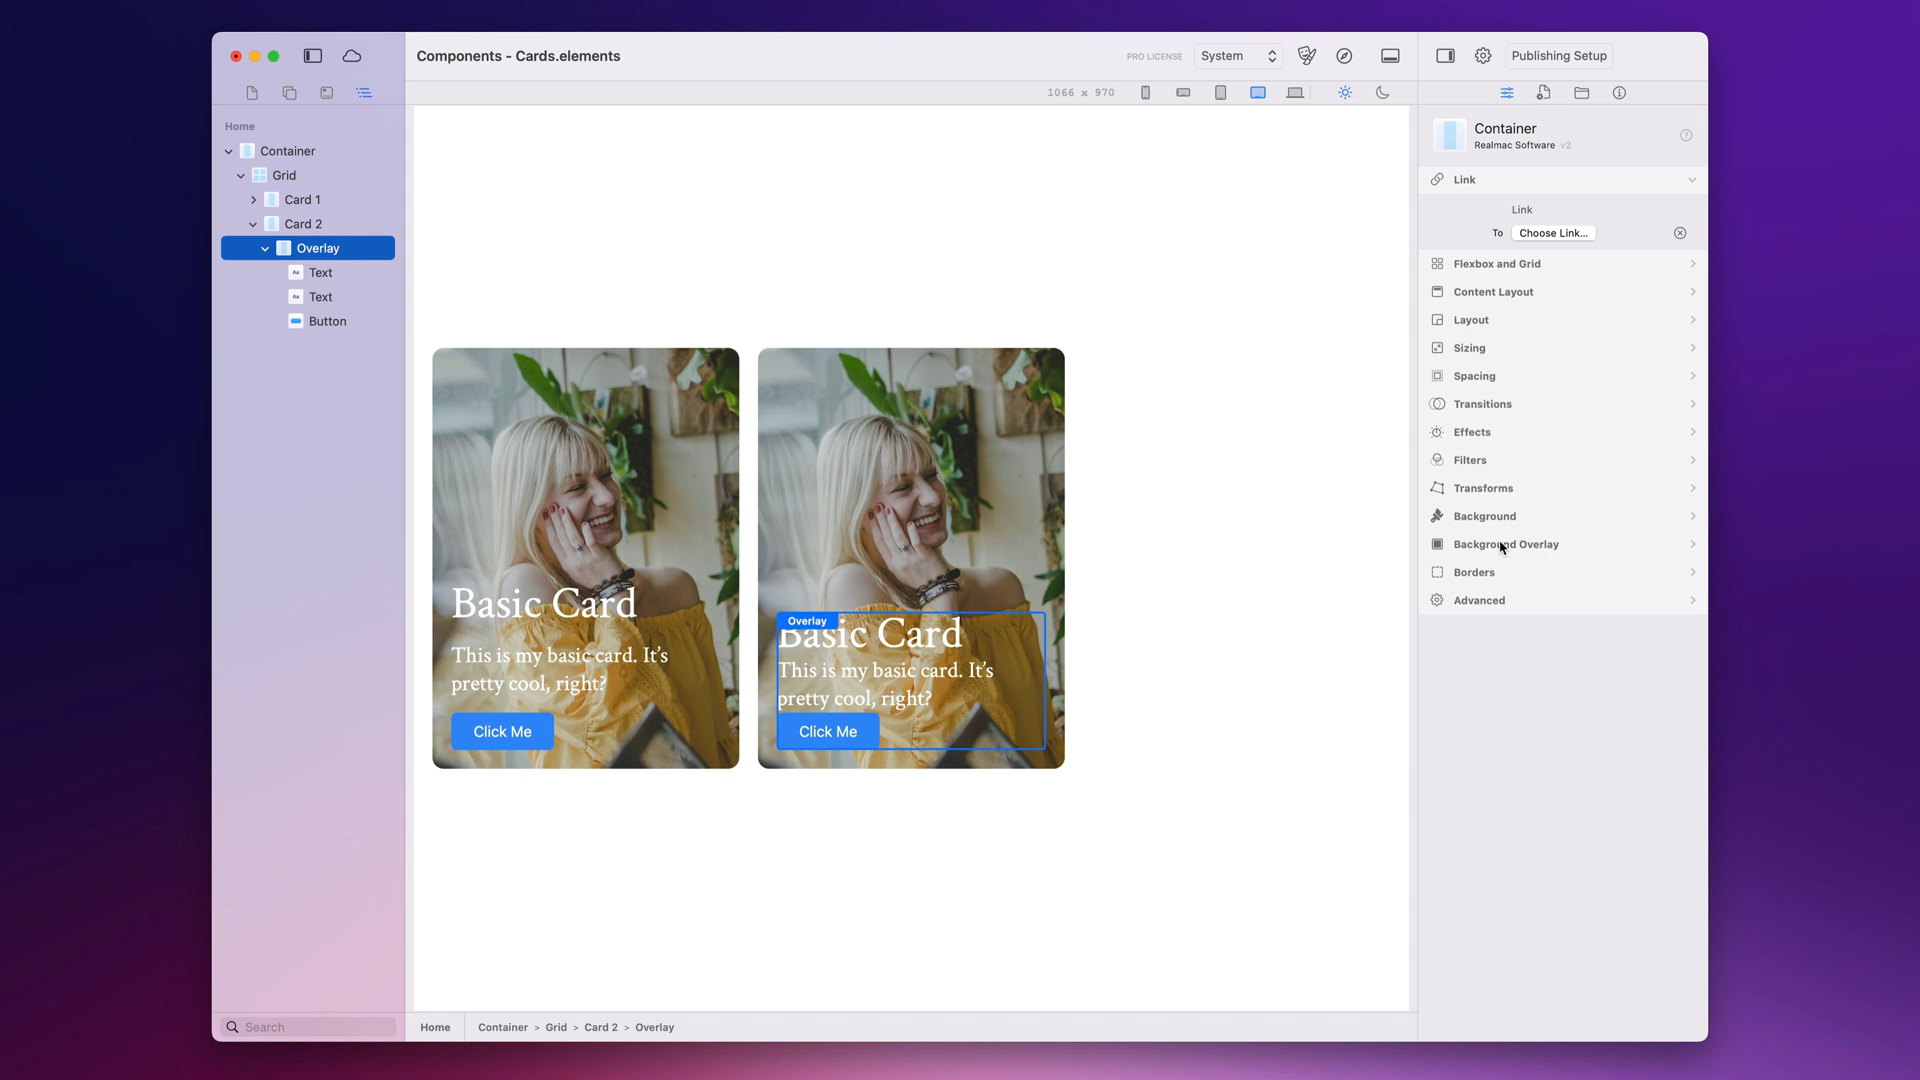 Components - Cards.elements
PRO LICENSE
System
Publishing Setup
1066 x 970
Home
Container
Grid
Card 1
Card 2
Overlay
Aa Text
Aa Text
Button
Search
Basic Card
This is my basic card. It's
pretty cool, right?
Click Me
Overlay
Basic Card
This is my basic card. It's
pretty cool, right?
Click Me
Home
Container > Grid > Card 2 > Overlay
Container
Realmac Software v2
?
Link
Link
To Choose Link...
Flexbox and Grid
Content Layout
Layout
Sizing
Spacing
Transitions
Effects
Filters
Transforms
Background
Background Overlay
Borders
Advanced